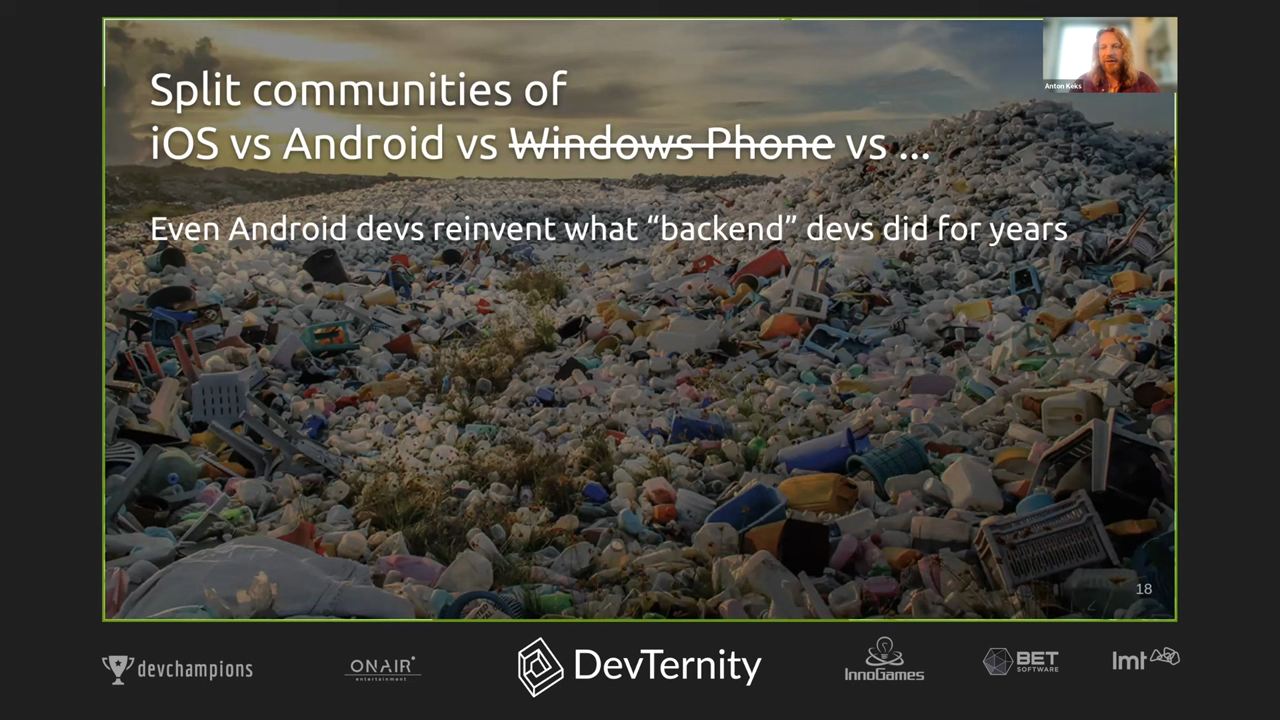 Split communities of
iOS vs Android vs Windows Phone vs ...
Even Android devs reinvent what “backend” devs did for years
Anton Keks
18
devchampions
ONAIR
entertainment
DevTernity
INNOGAMES
BET
SOFTWARE
lmt